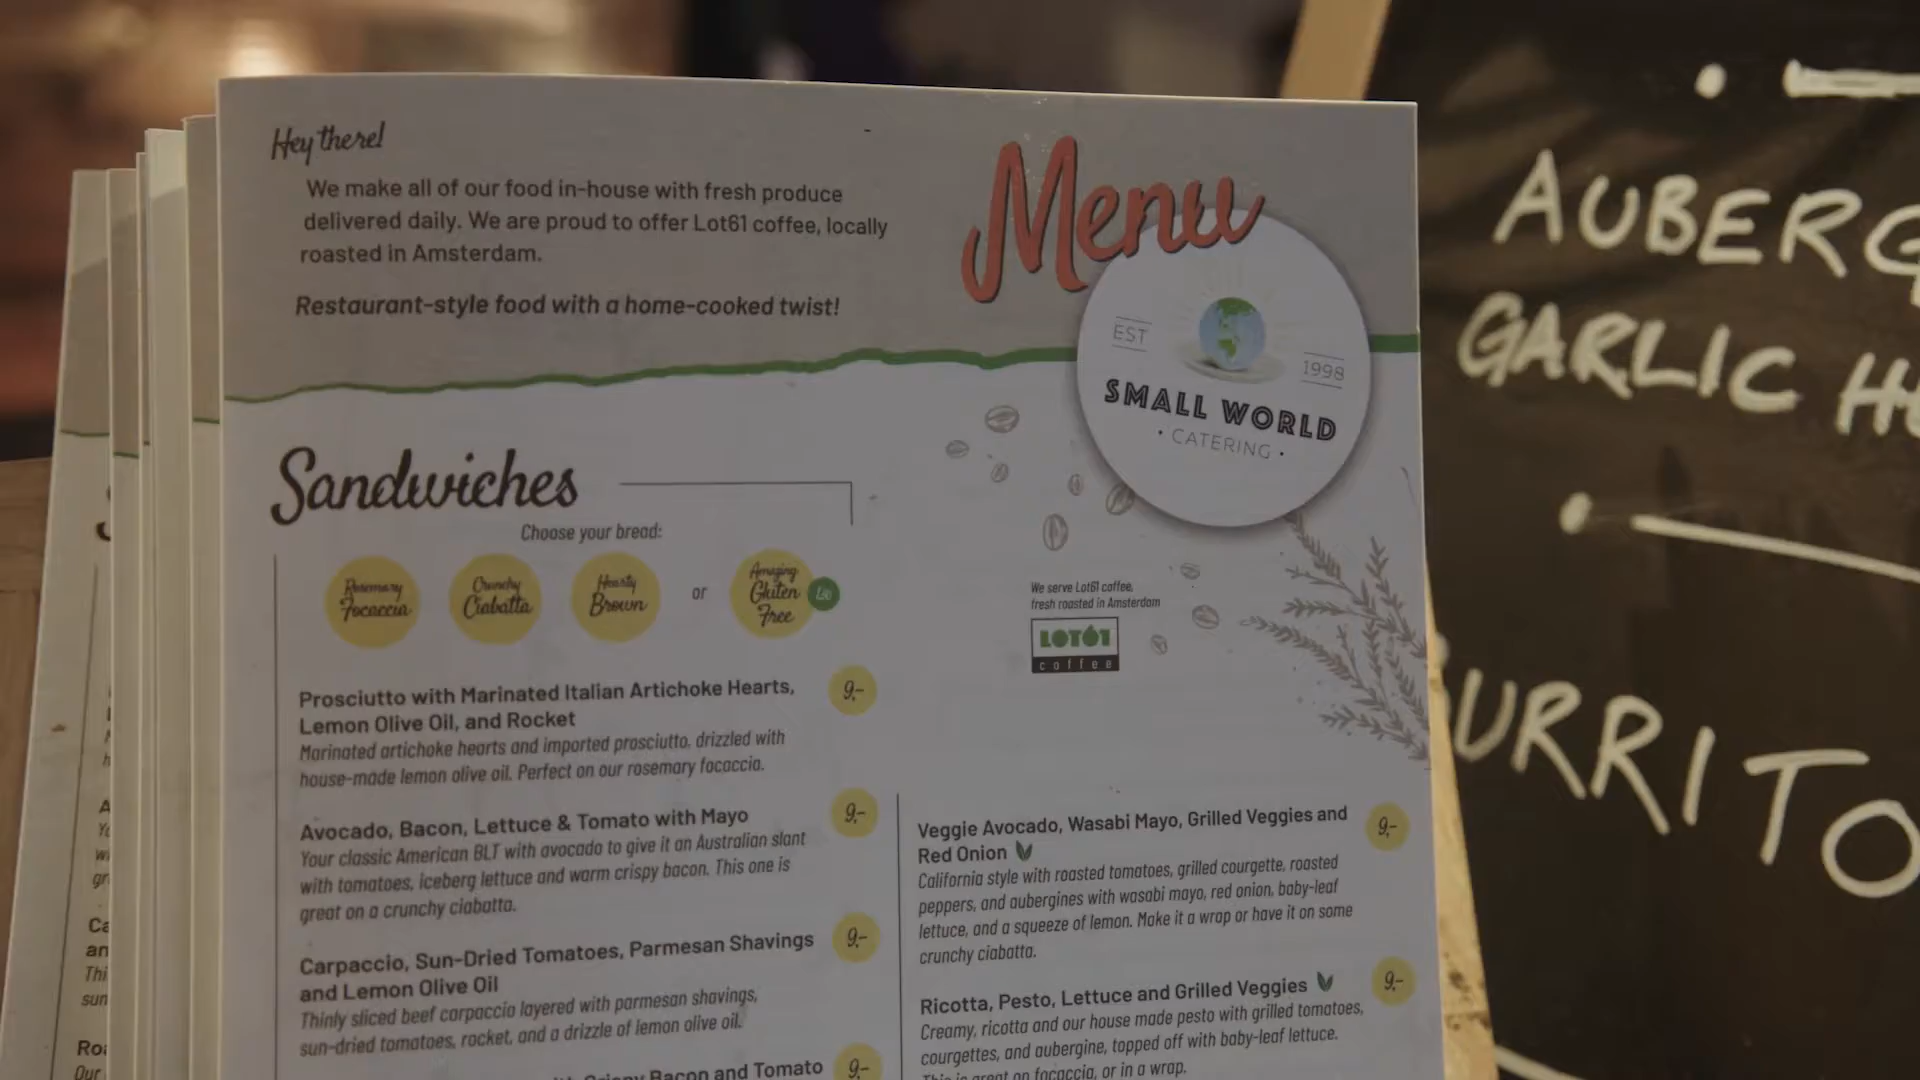 Hey there!
We make all of our food in-house with fresh produce
delivered daily. We are proud to offer Lot61 coffee, locally
roasted in Amsterdam.
Restaurant-style food with a home-cooked twist!
Menu
EST
1998
SMALL WORLD
• CATERING •
Sandwiches
Choose your bread:
Rosemary
Focaccia
Crunchy
Ciabatta
Hearty
Brown
or
Amazing
Gluten
Free
We serve Lot61 coffee,
fresh roasted in Amsterdam
LOT61
coffee
Prosciutto with Marinated Italian Artichoke Hearts,
Lemon Olive Oil, and Rocket
9,-
Marinated artichoke hearts and imported prosciutto, drizzled with
house-made lemon olive oil. Perfect on our rosemary focaccia.
Avocado, Bacon, Lettuce & Tomato with Mayo
9,-
Your classic American BLT with avocado to give it an Australian slant
with tomatoes, iceberg lettuce and warm crispy bacon. This one is
great on a crunchy ciabatta.
Carpaccio, Sun-Dried Tomatoes, Parmesan Shavings
and Lemon Olive Oil
9,-
Thinly sliced beef carpaccio layered with parmesan shavings,
sun-dried tomatoes, rocket, and a drizzle of lemon olive oil.
Crispy Bacon and Tomato
9,-
Veggie Avocado, Wasabi Mayo, Grilled Veggies and
Red Onion
9,-
California style with roasted tomatoes, grilled courgette, roasted
peppers, and aubergines with wasabi mayo, red onion, baby-leaf
lettuce, and a squeeze of lemon. Make it a wrap or have it on some
crunchy ciabatta.
Ricotta, Pesto, Lettuce and Grilled Veggies
9,-
Creamy, ricotta and our house made pesto with grilled tomatoes,
courgettes, and aubergine, topped off with baby-leaf lettuce.
This is great on focaccia, or in a wrap.
AUBERG
GARLIC
URRITO